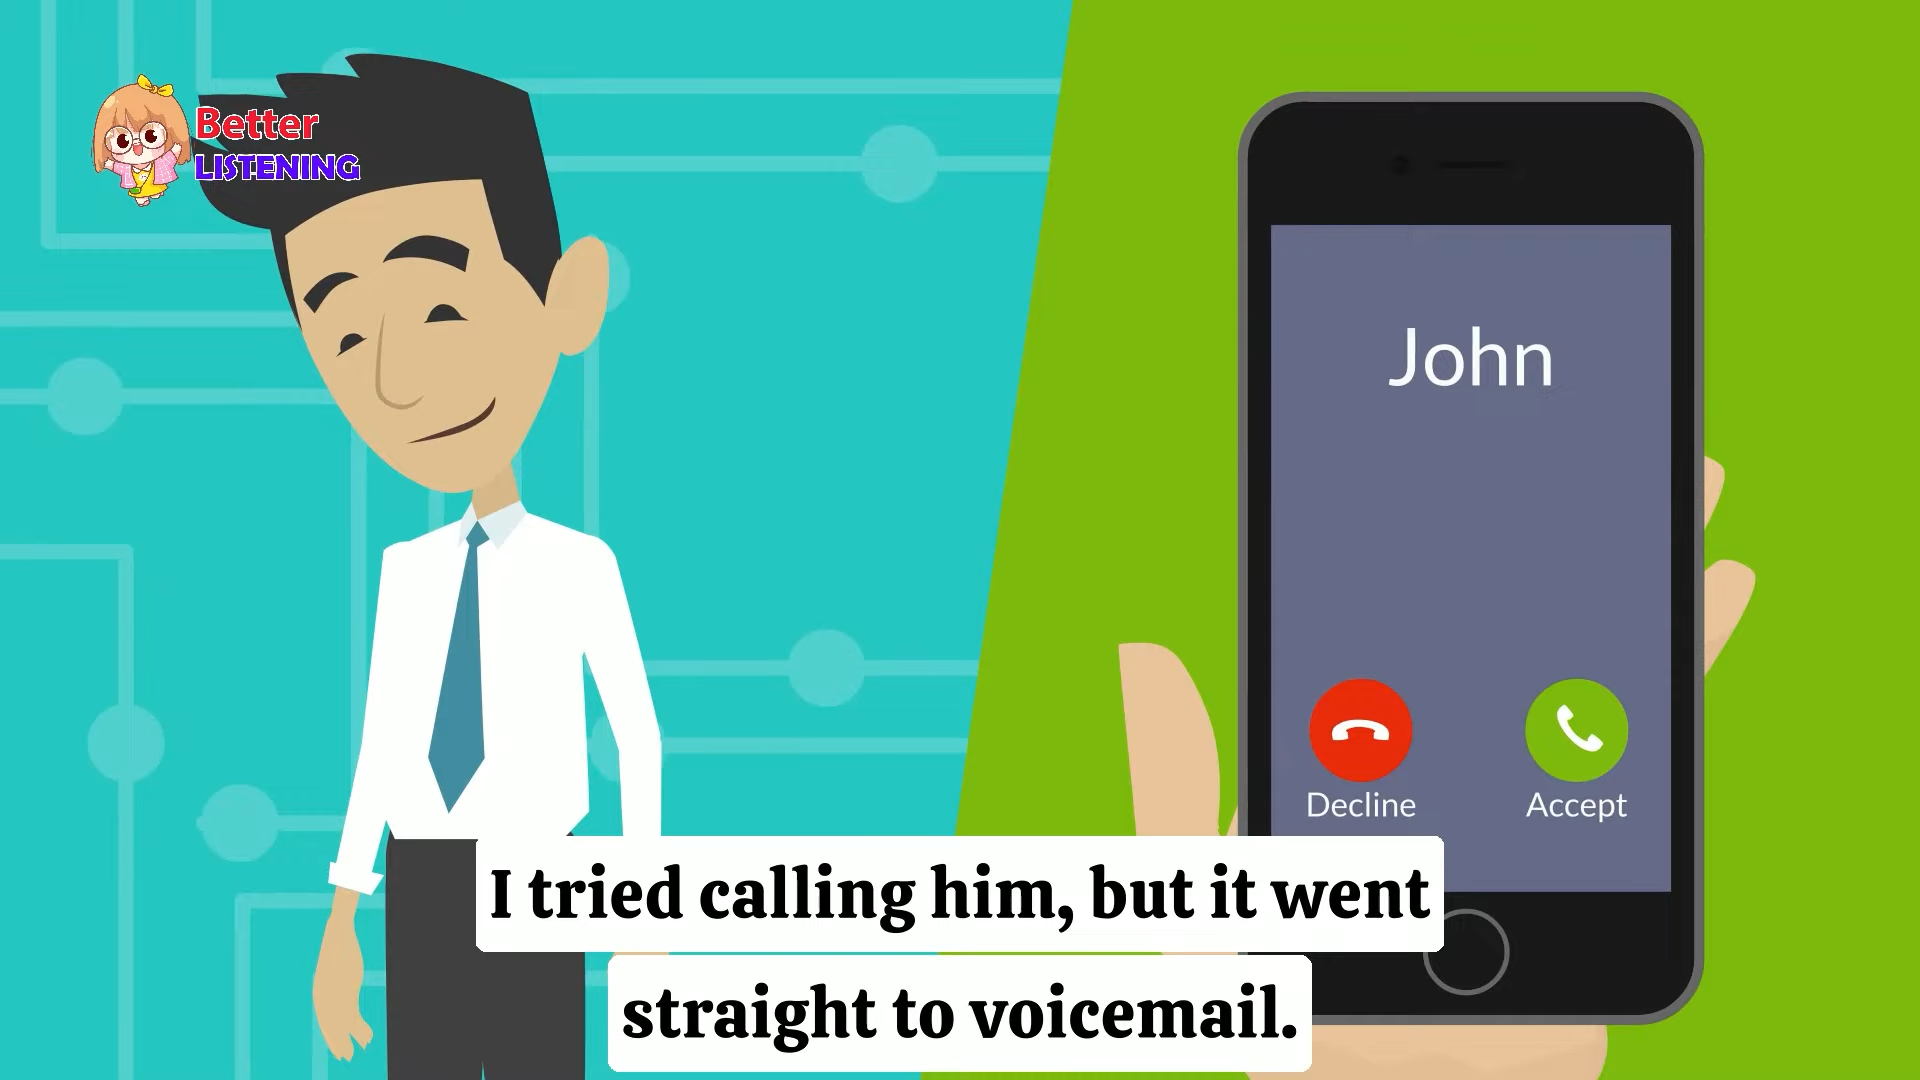 Better
LISTENING
John
Decline
Accept
I tried calling him, but it went
straight to voicemail.